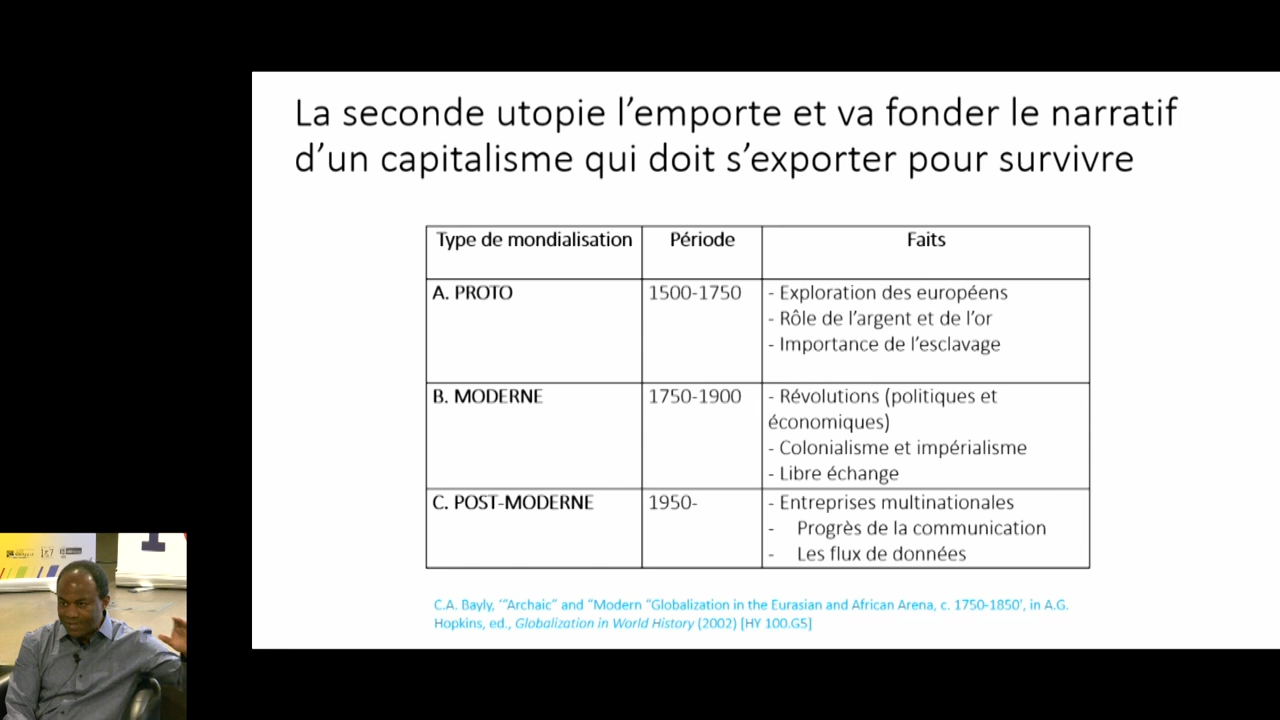 La seconde utopie l’emporte et va fonder le narratif
d’un capitalisme qui doit s’exporter pour survivre
Type de mondialisation Période Faits
A. PROTO 1500-1750 - Exploration des européens
- Rôle de l’argent et de l’or
- Importance de l’esclavage
B. MODERNE 1750-1900 - Révolutions (politiques et
économiques)
- Colonialisme et impérialisme
- Libre échange
C. POST-MODERNE 1950- - Entreprises multinationales
- Progrès de la communication
- Les flux de données
C.A. Bayly, ‘“Archaic” and “Modern “Globalization in the Eurasian and African Arena, c. 1750-1850’, in A.G.
Hopkins, ed., Globalization in World History (2002) [HY 100.G5]